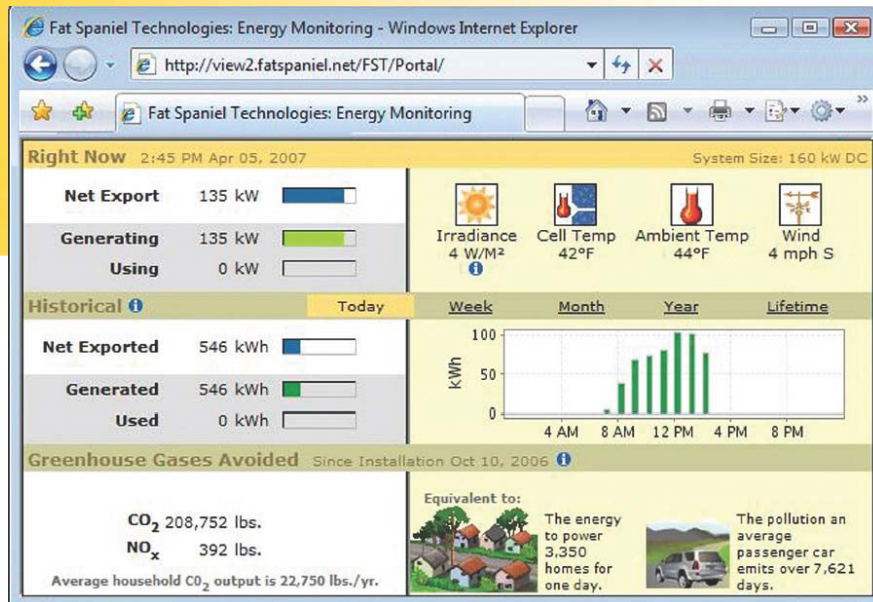 Fat Spaniel Technologies: Energy Monitoring - Windows Internet Explorer
http://view2.fatspaniel.net/FST/Portal/
Fat Spaniel Technologies: Energy Monitoring
Right Now 2:45 PM Apr 05, 2007
System Size: 160 kW DC
Net Export 135 kW
Generating 135 kW
Using 0 kW
Irradiance
4 W/M²
Cell Temp
42°F
Ambient Temp
44°F
Wind
4 mph S
Historical
Today
Week
Month
Year
Lifetime
Net Exported 546 kWh
Generated 546 kWh
Used 0 kWh
kWh
100
50
0
4 AM 8 AM 12 PM 4 PM 8 PM
Greenhouse Gases Avoided Since Installation Oct 10, 2006
CO₂ 208,752 lbs.
NOₓ 392 lbs.
Average household CO₂ output is 22,750 lbs./yr.
Equivalent to:
The energy
to power
3,350
homes for
one day.
The pollution an
average
passenger car
emits over 7,621
days.